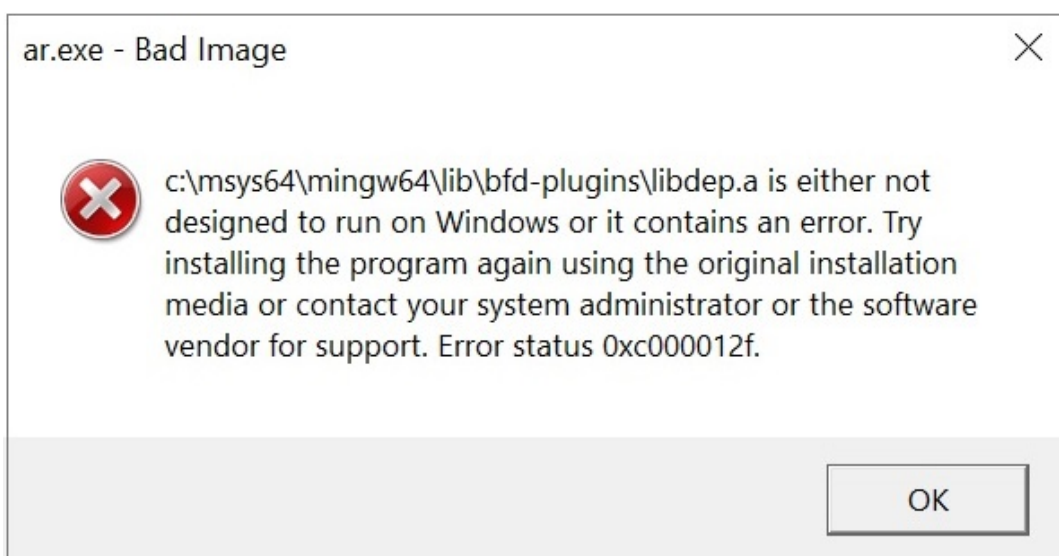 ar.exe - Bad Image
c:\msys64\mingw64\lib\bfd-plugins\libdep.a is either not
designed to run on Windows or it contains an error. Try
installing the program again using the original installation
media or contact your system administrator or the software
vendor for support. Error status 0xc000012f.
OK